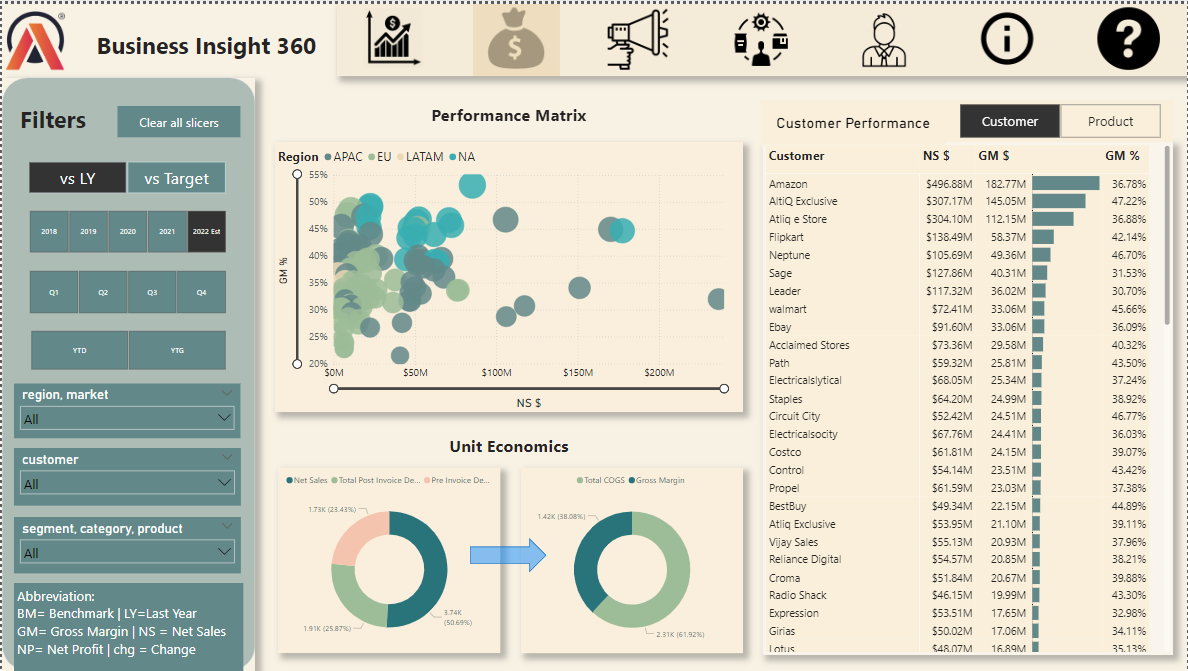 Business Insight 360
Filters
Clear all slicers
vs LY
vs Target
2018
2019
2020
2021
2022 Est
Q1
Q2
Q3
Q4
YTD
YTG
region, market
All
customer
All
segment, category, product
All
Abbreviation:
BM= Benchmark | LY=Last Year
GM= Gross Margin | NS = Net Sales
NP= Net Profit | chg = Change
Performance Matrix
Region APAC EU LATAM NA
55%
50%
45%
40%
35%
30%
25%
20%
GM %
$0M $50M $100M $150M $200M
NS $
Unit Economics
Net Sales Total Post Invoice De... Pre Invoice De...
1.73K (23.43%)
1.91K (25.87%)
3.74K
(50.69%)
Total COGS Gross Margin
1.42K (38.08%)
2.31K (61.92%)
Customer Performance
Customer
Product
Customer NS $ GM $ GM %
Amazon $496.88M 182.77M 36.78%
AltiQ Exclusive $307.17M 145.05M 47.22%
Atliq e Store $304.10M 112.15M 36.88%
Flipkart $138.49M 58.37M 42.14%
Neptune $105.69M 49.36M 46.70%
Sage $127.86M 40.31M 31.53%
Leader $117.32M 36.02M 30.70%
walmart $72.41M 33.06M 45.66%
Ebay $91.60M 33.06M 36.09%
Acclaimed Stores $73.36M 29.58M 40.32%
Path $59.32M 25.81M 43.50%
Electricalslytical $68.05M 25.34M 37.24%
Staples $64.20M 24.99M 38.92%
Circuit City $52.42M 24.51M 46.77%
Electricalsocity $67.76M 24.41M 36.03%
Costco $61.81M 24.15M 39.07%
Control $54.14M 23.51M 43.42%
Propel $61.59M 23.03M 37.38%
BestBuy $49.34M 22.15M 44.89%
Atliq Exclusive $53.95M 21.10M 39.11%
Vijay Sales $55.13M 20.93M 37.96%
Reliance Digital $54.57M 20.85M 38.21%
Croma $51.84M 20.67M 39.88%
Radio Shack $46.15M 19.99M 43.30%
Expression $53.51M 17.65M 32.98%
Girias $50.02M 17.06M 34.11%
Lotus $48.07M 16.89M 35.13%